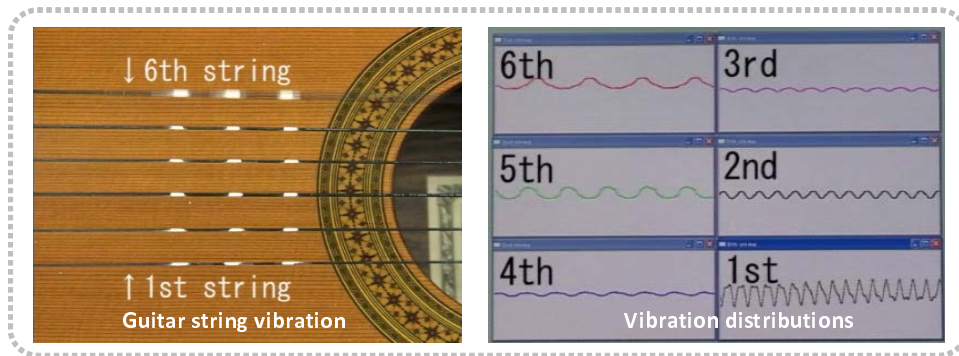 ↓6th string
↑1st string
Guitar string vibration
6th
3rd
5th
2nd
4th
1st
Vibration distributions